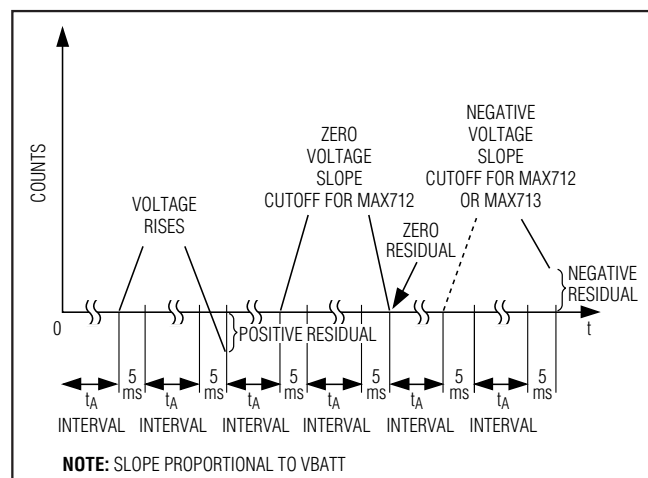 COUNTS
VOLTAGE
RISES
ZERO
VOLTAGE
SLOPE
CUTOFF FOR MAX712
NEGATIVE
VOLTAGE
SLOPE
CUTOFF FOR MAX712
OR MAX713
ZERO
RESIDUAL
NEGATIVE
RESIDUAL
POSITIVE RESIDUAL
0
t
5 ms
5 ms
5 ms
5 ms
5 ms
5 ms
tA tA tA tA tA tA
INTERVAL INTERVAL INTERVAL INTERVAL INTERVAL INTERVAL
NOTE: SLOPE PROPORTIONAL TO VBATT